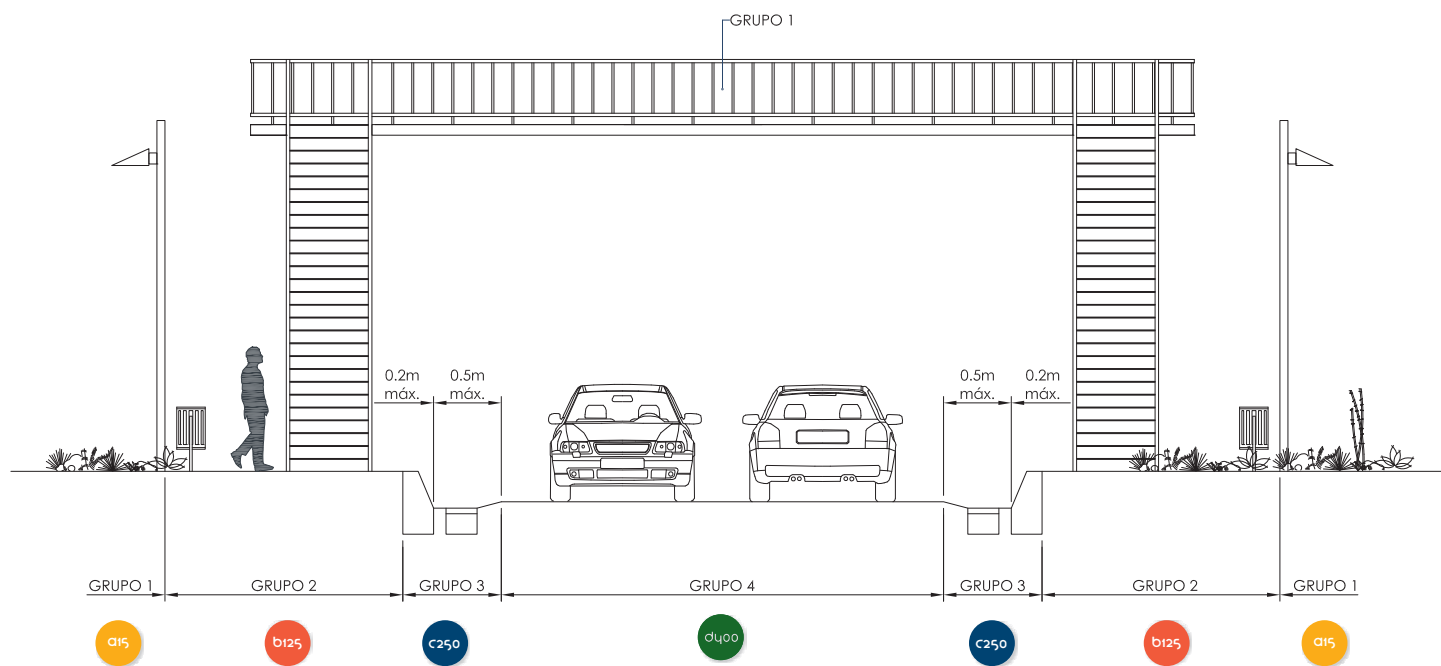 GRUPO 1
0.2m
máx.
0.5m
máx.
0.5m
máx.
0.2m
máx.
GRUPO 1
GRUPO 2
GRUPO 3
GRUPO 4
GRUPO 3
GRUPO 2
GRUPO 1
a15
b125
c250
d400
c250
b125
a15